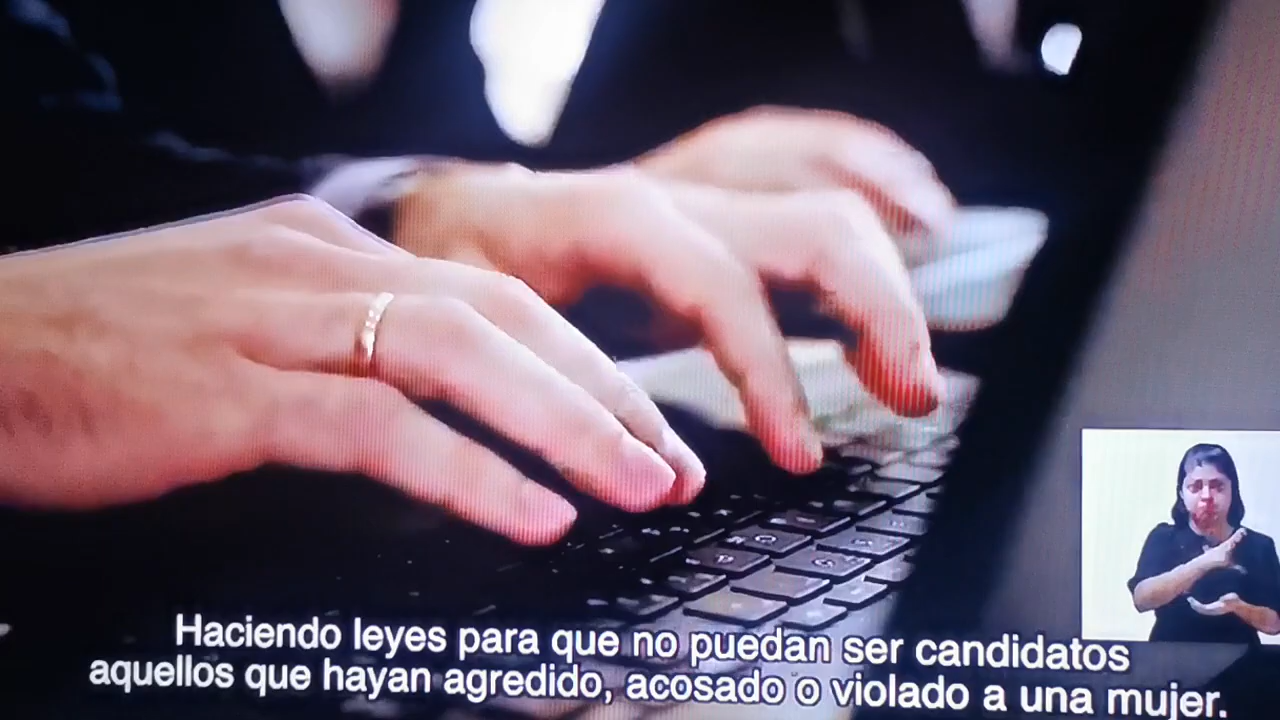 Haciendo leyes para que no puedan ser candidatos
aquellos que hayan agredido, acosado o violado a una mujer.